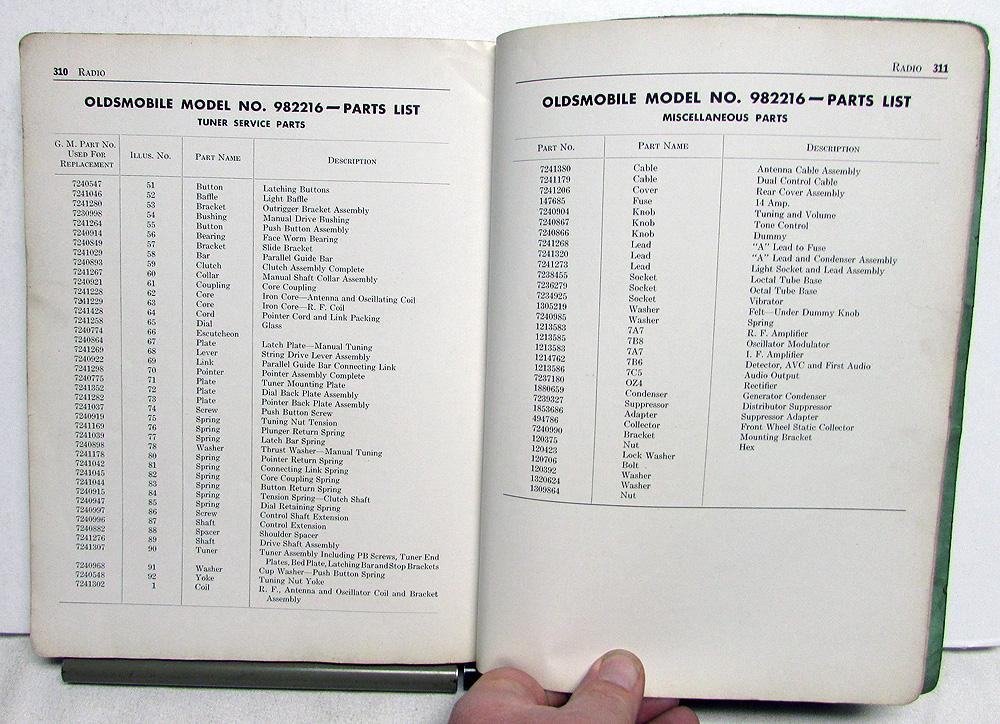 310 RADIO
OLDSMOBILE MODEL NO. 982216—PARTS LIST
TUNER SERVICE PARTS
G. M. PART NO. USED FOR REPLACEMENT ILLUS. NO. PART NAME DESCRIPTION
7240547 51 Button Latching Buttons
7241046 52 Baffle Light Baffle
7241280 53 Bracket Outrigger Bracket Assembly
7230998 54 Bushing Manual Drive Bushing
7241264 55 Button Push Button Assembly
7240914 56 Bearing Face Worm Bearing
7240849 57 Bracket Slide Bracket
7241029 58 Bar Parallel Guide Bar
7240893 59 Clutch Clutch Assembly Complete
7241267 60 Collar Manual Shaft Collar Assembly
7240921 61 Coupling Core Coupling
7241228 62 Core Iron Core—Antenna and Oscillating Coil
7241229 63 Core Iron Core—R. F. Coil
7241428 64 Cord Pointer Cord and Link Packing
7241258 65 Dial Glass
7240774 66 Escutcheon
7240864 67 Plate Latch Plate—Manual Tuning
7241269 68 Lever String Drive Lever Assembly
7240922 69 Link Parallel Guide Bar Connecting Link
7241298 70 Pointer Pointer Assembly Complete
7240775 71 Plate Tuner Mounting Plate
7241352 72 Plate Dial Back Plate Assembly
7241282 73 Plate Pointer Back Plate Assembly
7241037 74 Screw Push Button Screw
7240919 75 Spring Tuning Nut Tension
7241169 76 Spring Plunger Return Spring
7241039 77 Spring Latch Bar Spring
7240898 78 Washer Thrust Washer—Manual Tuning
7241178 80 Spring Pointer Return Spring
7241042 81 Spring Connecting Link Spring
7241045 82 Spring Core Coupling Spring
7241044 83 Spring Button Return Spring
7240915 84 Spring Tension Spring—Clutch Shaft
7240947 85 Spring Dial Retaining Spring
7240997 86 Screw Control Shaft Extension
7240996 87 Shaft Control Extension
7240882 88 Spacer Shoulder Spacer
7241276 89 Shaft Drive Shaft Assembly
7241307 90 Tuner Tuner Assembly Including PB Screws, Tuner End
Plates, Bed Plate, Latching Bar and Stop Brackets
7240968 91 Washer Cup Washer—Push Button Spring
7240548 92 Yoke Tuning Nut Yoke
7241302 1 Coil R. F., Antenna and Oscillator Coil and Bracket
Assembly
RADIO 311
OLDSMOBILE MODEL NO. 982216—PARTS LIST
MISCELLANEOUS PARTS
PART NO. PART NAME DESCRIPTION
7241380 Cable Antenna Cable Assembly
7241179 Cable Dual Control Cable
7241206 Cover Rear Cover Assembly
147685 Fuse 14 Amp.
7240904 Knob Tuning and Volume
7240867 Knob Tone Control
7240866 Knob Dummy
7241268 Lead "A" Lead to Fuse
7241320 Lead "A" Lead and Condenser Assembly
7241273 Lead Light Socket and Lead Assembly
7238455 Socket Loctal Tube Base
7236279 Socket Octal Tube Base
7234925 Socket Vibrator
1305219 Washer Felt—Under Dummy Knob
7240985 Washer Spring
1213583 7A7 R. F. Amplifier
1213585 7B8 Oscillator Modulator
1213583 7A7 I. F. Amplifier
1214762 7B6 Detector, AVC and First Audio
1213586 7C5 Audio Output
7237180 OZ4 Rectifier
1880659 Condenser Generator Condenser
7239327 Suppressor Distributor Suppressor
1853686 Adapter Suppressor Adapter
494786 Collector Front Wheel Static Collector
7240990 Bracket Mounting Bracket
120375 Nut Hex
120423 Lock Washer
120706 Bolt
120392 Washer
1320624 Washer
1309864 Nut